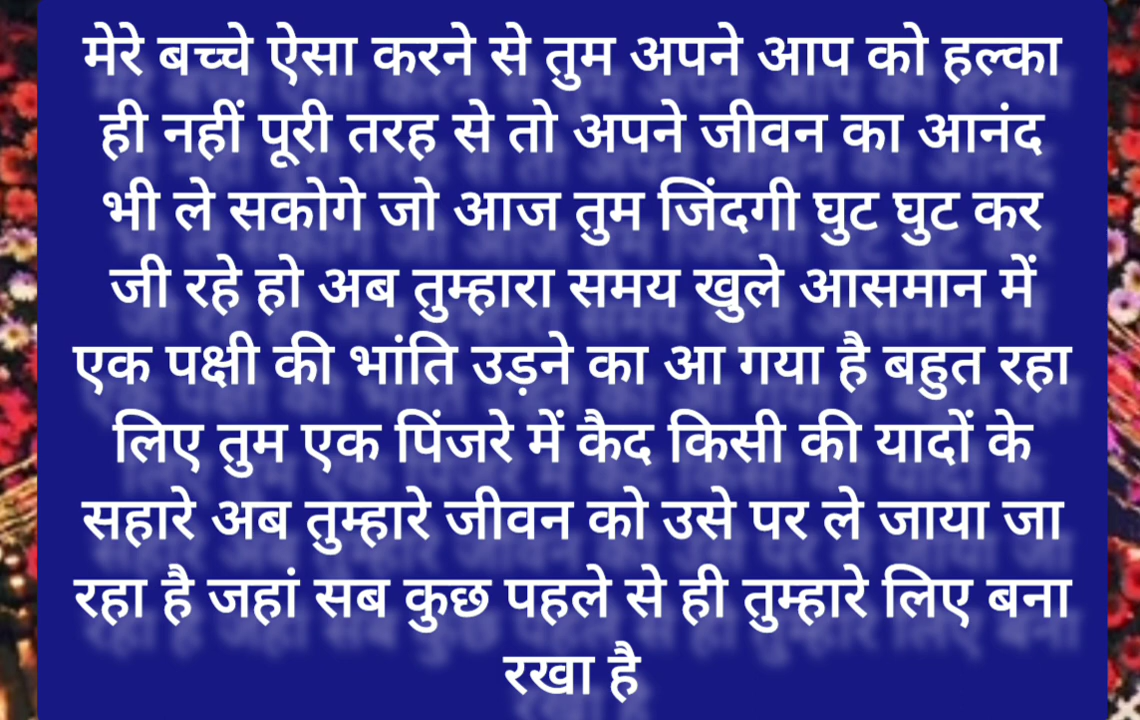 मेरे बच्चे ऐसा करने से तुम अपने आप को हल्का
ही नहीं पूरी तरह से तो अपने जीवन का आनंद
भी ले सकोगे जो आज तुम जिंदगी घुट घुट कर
जी रहे हो अब तुम्हारा समय खुले आसमान में
एक पक्षी की भांति उड़ने का आ गया है बहुत रहा
लिए तुम एक पिंजरे में कैद किसी की यादों के
सहारे अब तुम्हारे जीवन को उसे पर ले जाया जा
रहा है जहां सब कुछ पहले से ही तुम्हारे लिए बना
रखा है